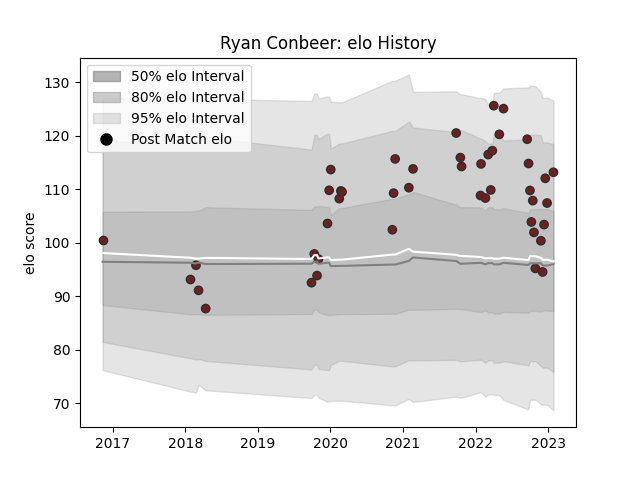 Ryan Conbeer: elo History
50% elo Interval
80% elo Interval
95% elo Interval
Post Match elo
elo score
130
120
110
100
90
80
70
2017 2018 2019 2020 2021 2022 2023